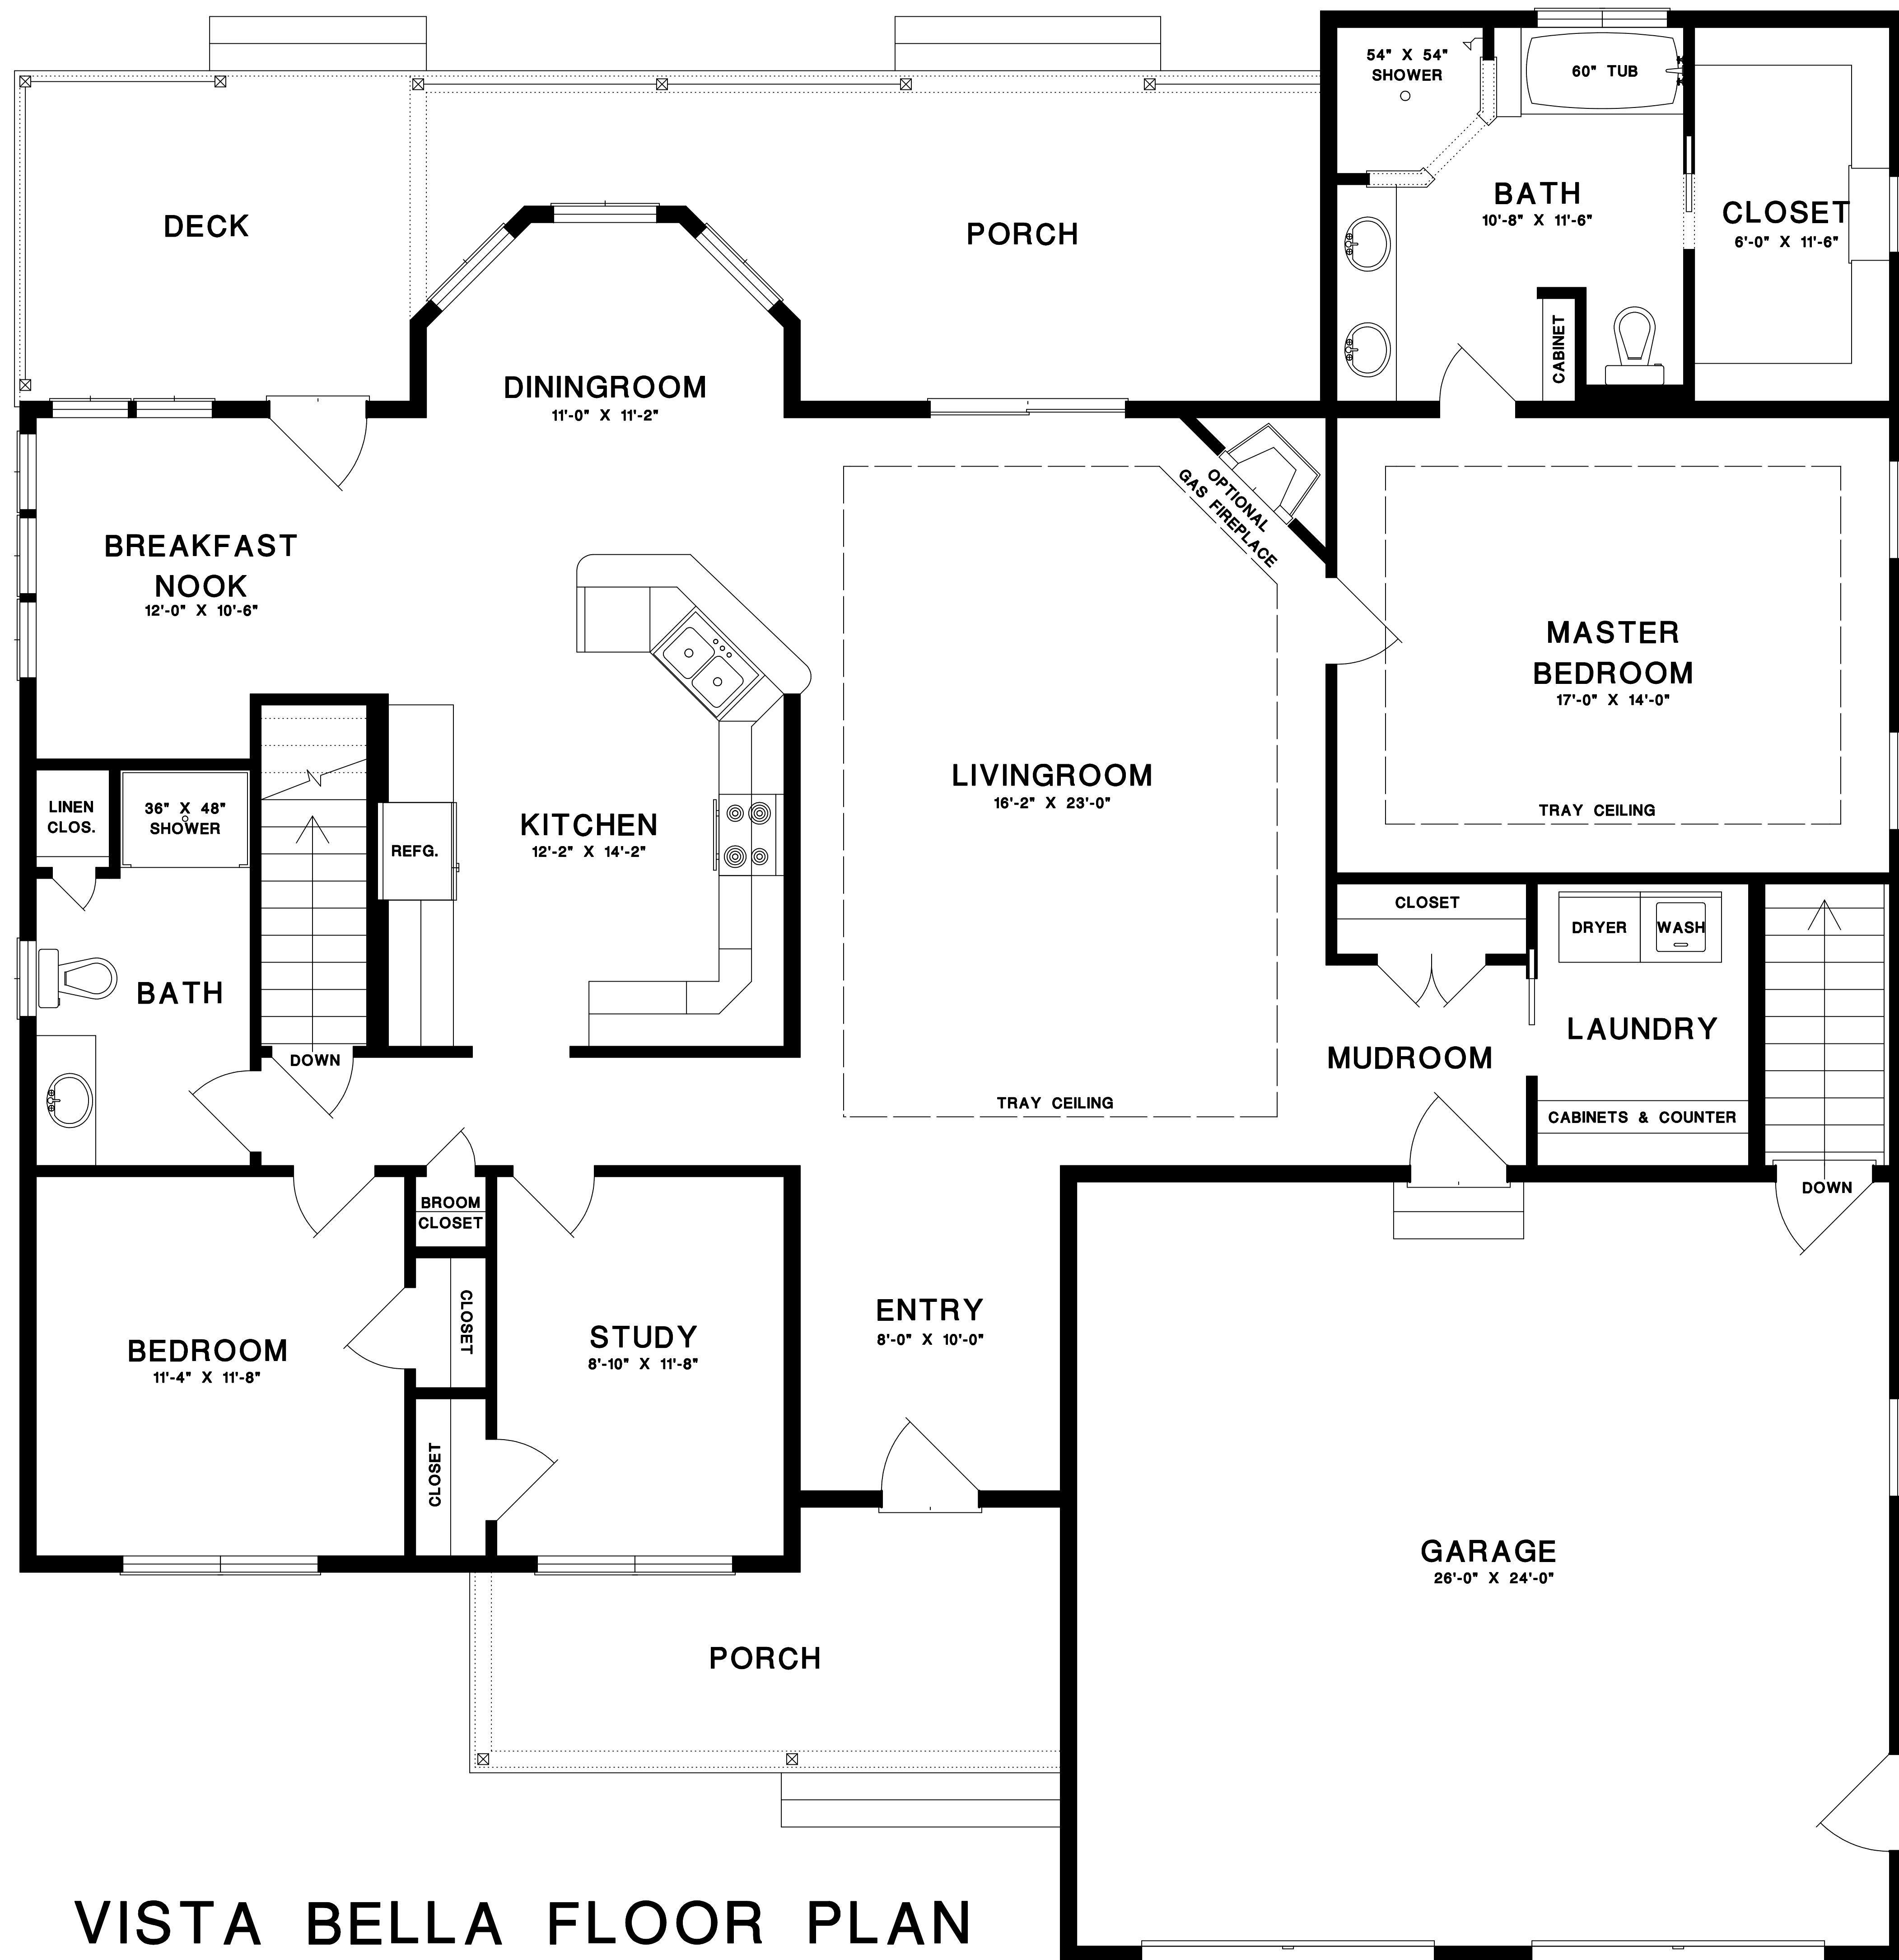 54" X 54"
SHOWER
60" TUB
BATH
10'-8" X 11'-6"
CLOSET
6'-0" X 11'-6"
CABINET
DECK
PORCH
DININGROOM
11'-0" X 11'-2"
OPTIONAL
GAS FIREPLACE
BREAKFAST
NOOK
12'-0" X 10'-6"
MASTER
BEDROOM
17'-0" X 14'-0"
TRAY CEILING
LIVINGROOM
16'-2" X 23'-0"
TRAY CEILING
LINEN
CLOS.
36" X 48"
SHOWER
KITCHEN
12'-2" X 14'-2"
REFG.
BATH
DOWN
CLOSET
DRYER
WASH
LAUNDRY
MUDROOM
CABINETS & COUNTER
DOWN
BROOM
CLOSET
CLOSET
BEDROOM
11'-4" X 11'-8"
STUDY
8'-10" X 11'-8"
CLOSET
ENTRY
8'-0" X 10'-0"
GARAGE
26'-0" X 24'-0"
PORCH
VISTA BELLA FLOOR PLAN